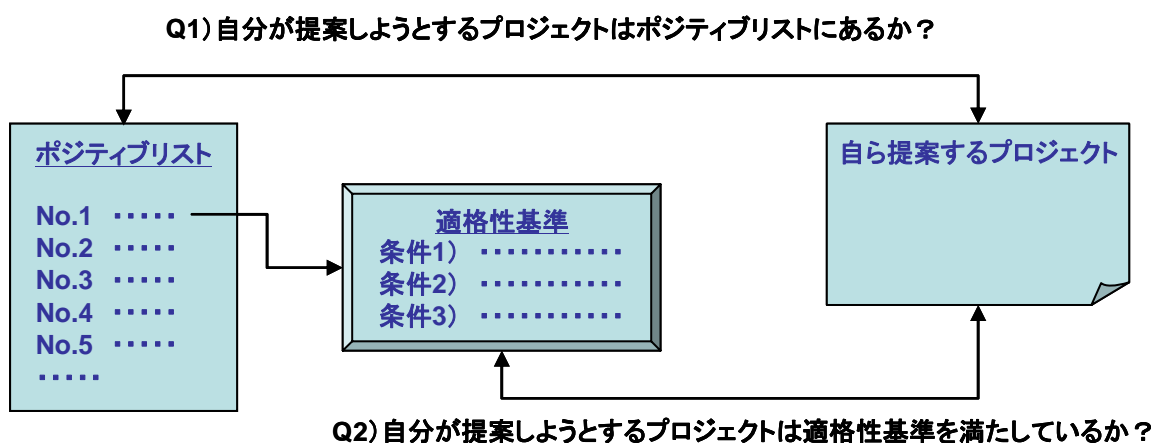 Q1）自分が提案しようとするプロジェクトはポジティブリストにあるか？
ポジティブリスト
No.1 ・・・・・
No.2 ・・・・・
No.3 ・・・・・
No.4 ・・・・・
No.5 ・・・・・
・・・・・
適格性基準
条件1） ・・・・・・・・・・・
条件2） ・・・・・・・・・・・
条件3） ・・・・・・・・・・・
自ら提案するプロジェクト
Q2）自分が提案しようとするプロジェクトは適格性基準を満たしているか？